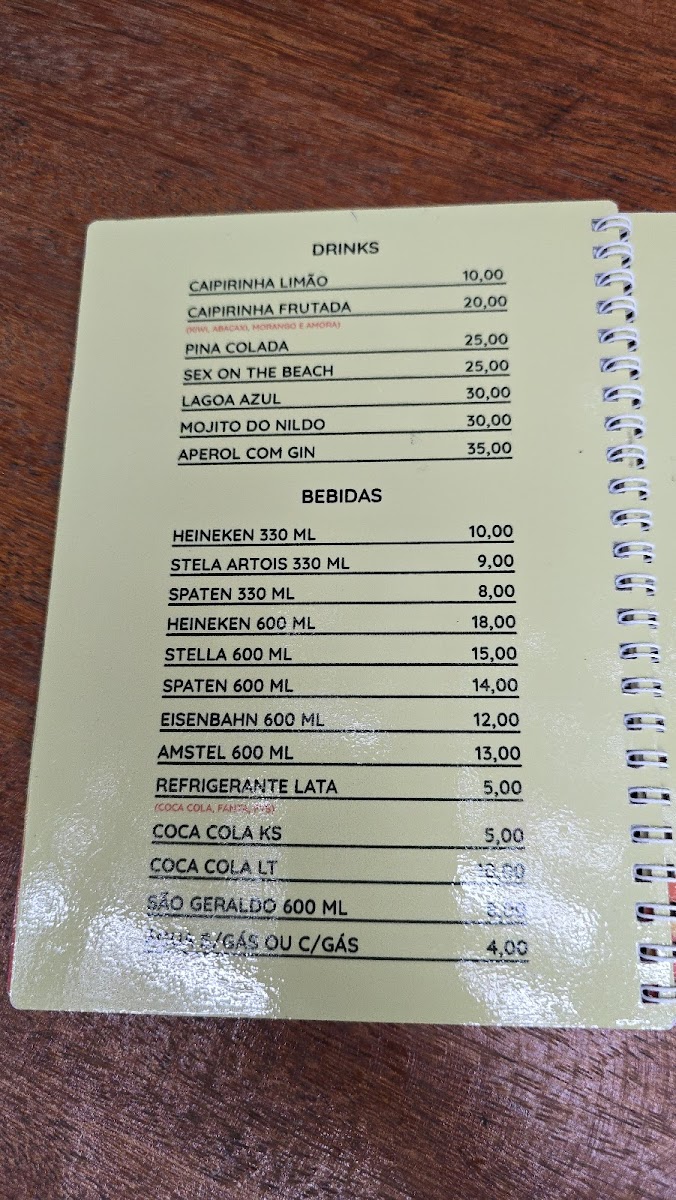 DRINKS
CAIPIRINHA LIMÃO 10,00
CAIPIRINHA FRUTADA 20,00
(KIWI, ABACAXI, MORANGO E AMORA)
PINA COLADA 25,00
SEX ON THE BEACH 25,00
LAGOA AZUL 30,00
MOJITO DO NILDO 30,00
APEROL COM GIN 35,00
BEBIDAS
HEINEKEN 330 ML 10,00
STELA ARTOIS 330 ML 9,00
SPATEN 330 ML 8,00
HEINEKEN 600 ML 18,00
STELLA 600 ML 15,00
SPATEN 600 ML 14,00
EISENBAHN 600 ML 12,00
AMSTEL 600 ML 13,00
REFRIGERANTE LATA 5,00
(COCA COLA, FANTA,
COCA COLA KS 5,00
COCA COLA LT
SÃO GERALDO 600 ML
S/GÁS OU C/GÁS 4,00